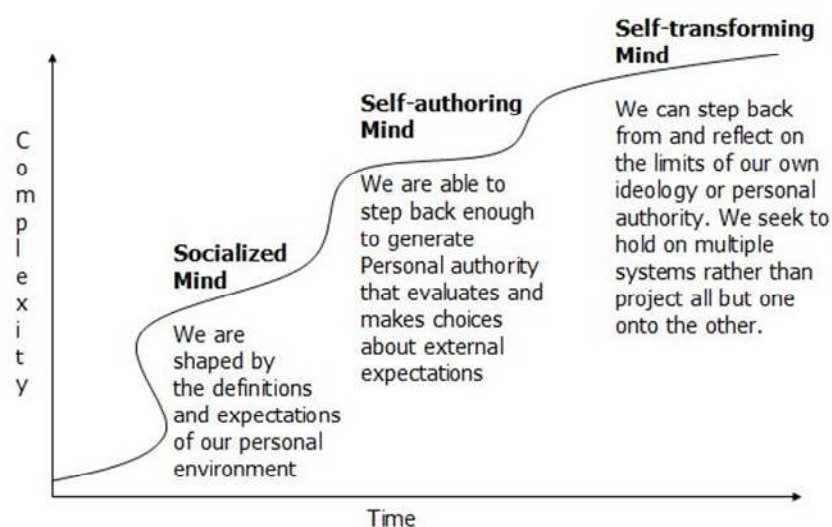 Complexity
Socialized
Mind
We are
shaped by
the definitions
and expectations
of our personal
environment
Self-authoring
Mind
We are able to
step back enough
to generate
Personal authority
that evaluates and
makes choices
about external
expectations
Self-transforming
Mind
We can step back
from and reflect on
the limits of our own
ideology or personal
authority. We seek to
hold on multiple
systems rather than
project all but one
onto the other.
Time